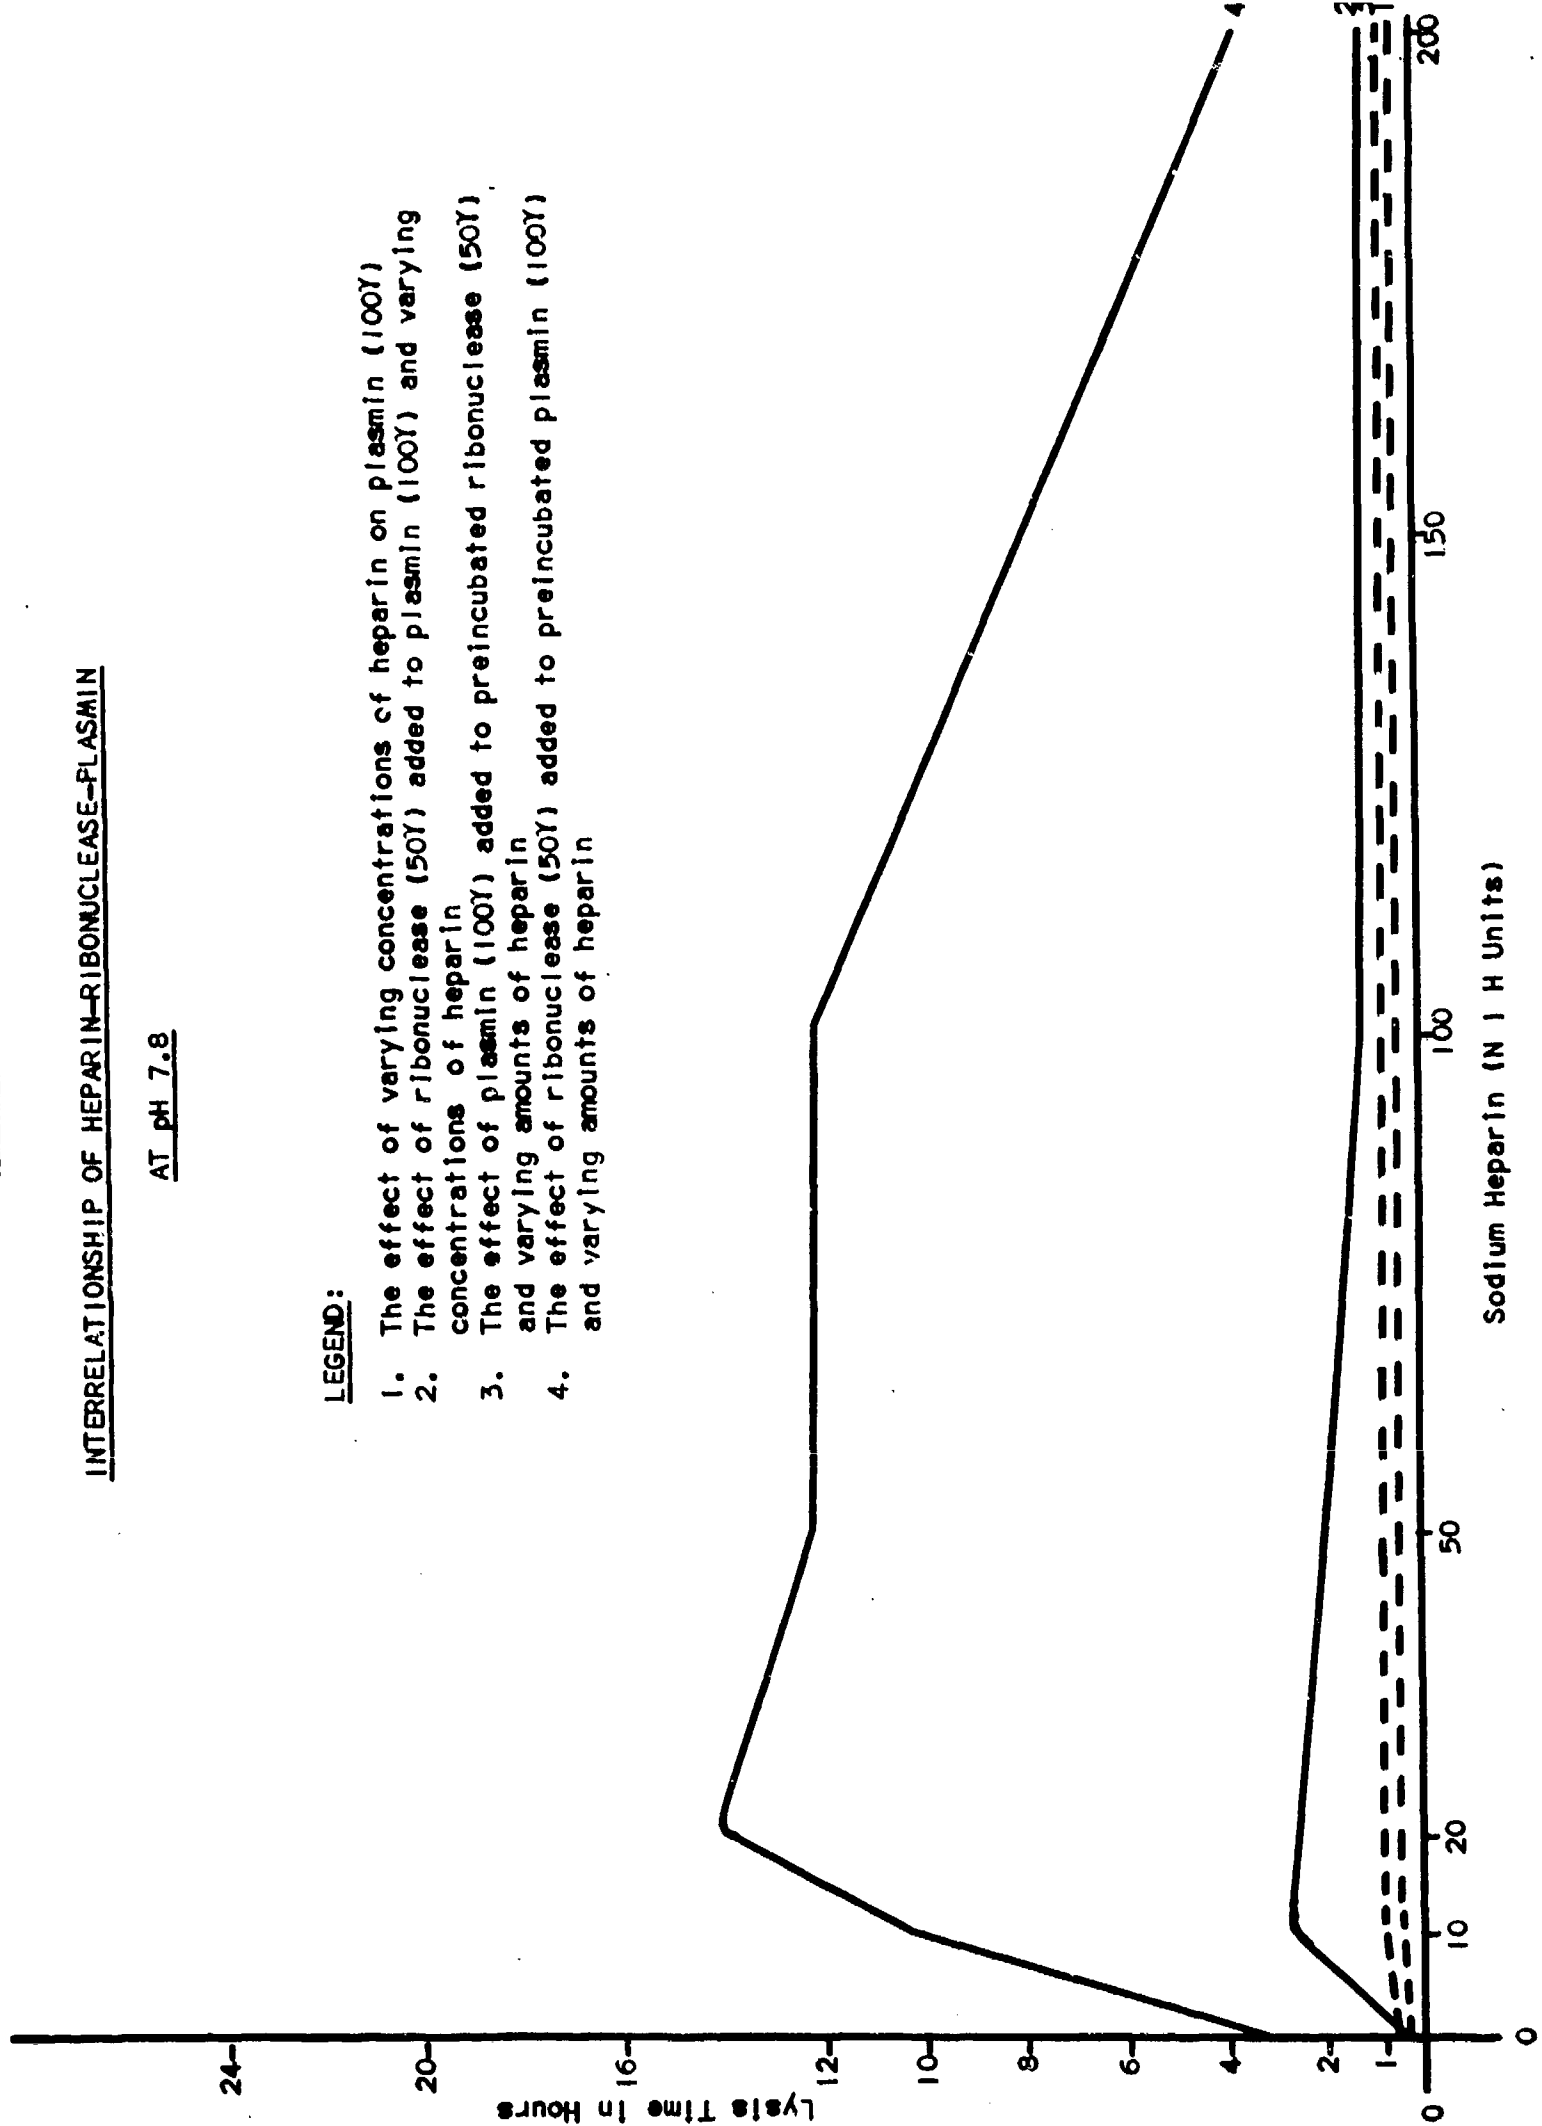 INTERRELATIONSHIP OF HEPARIN-RIBONUCLEASE-PLASMIN
AT pH 7.8
LEGEND:
1. The effect of varying concentrations of heparin on plasmin (100γ)
2. The effect of ribonuclease (50γ) added to plasmin (100γ) and varying
concentrations of heparin
3. The effect of plasmin (100γ) added to preincubated ribonuclease (50γ)
and varying amounts of heparin
4. The effect of ribonuclease (50γ) added to preincubated plasmin (100γ)
and varying amounts of heparin
Lysis Time in Hours
24
20
16
12
10
8
6
4
2
1
0
0
10
20
50
100
150
200
4
2
3
1
Sodium Heparin (N I H Units)